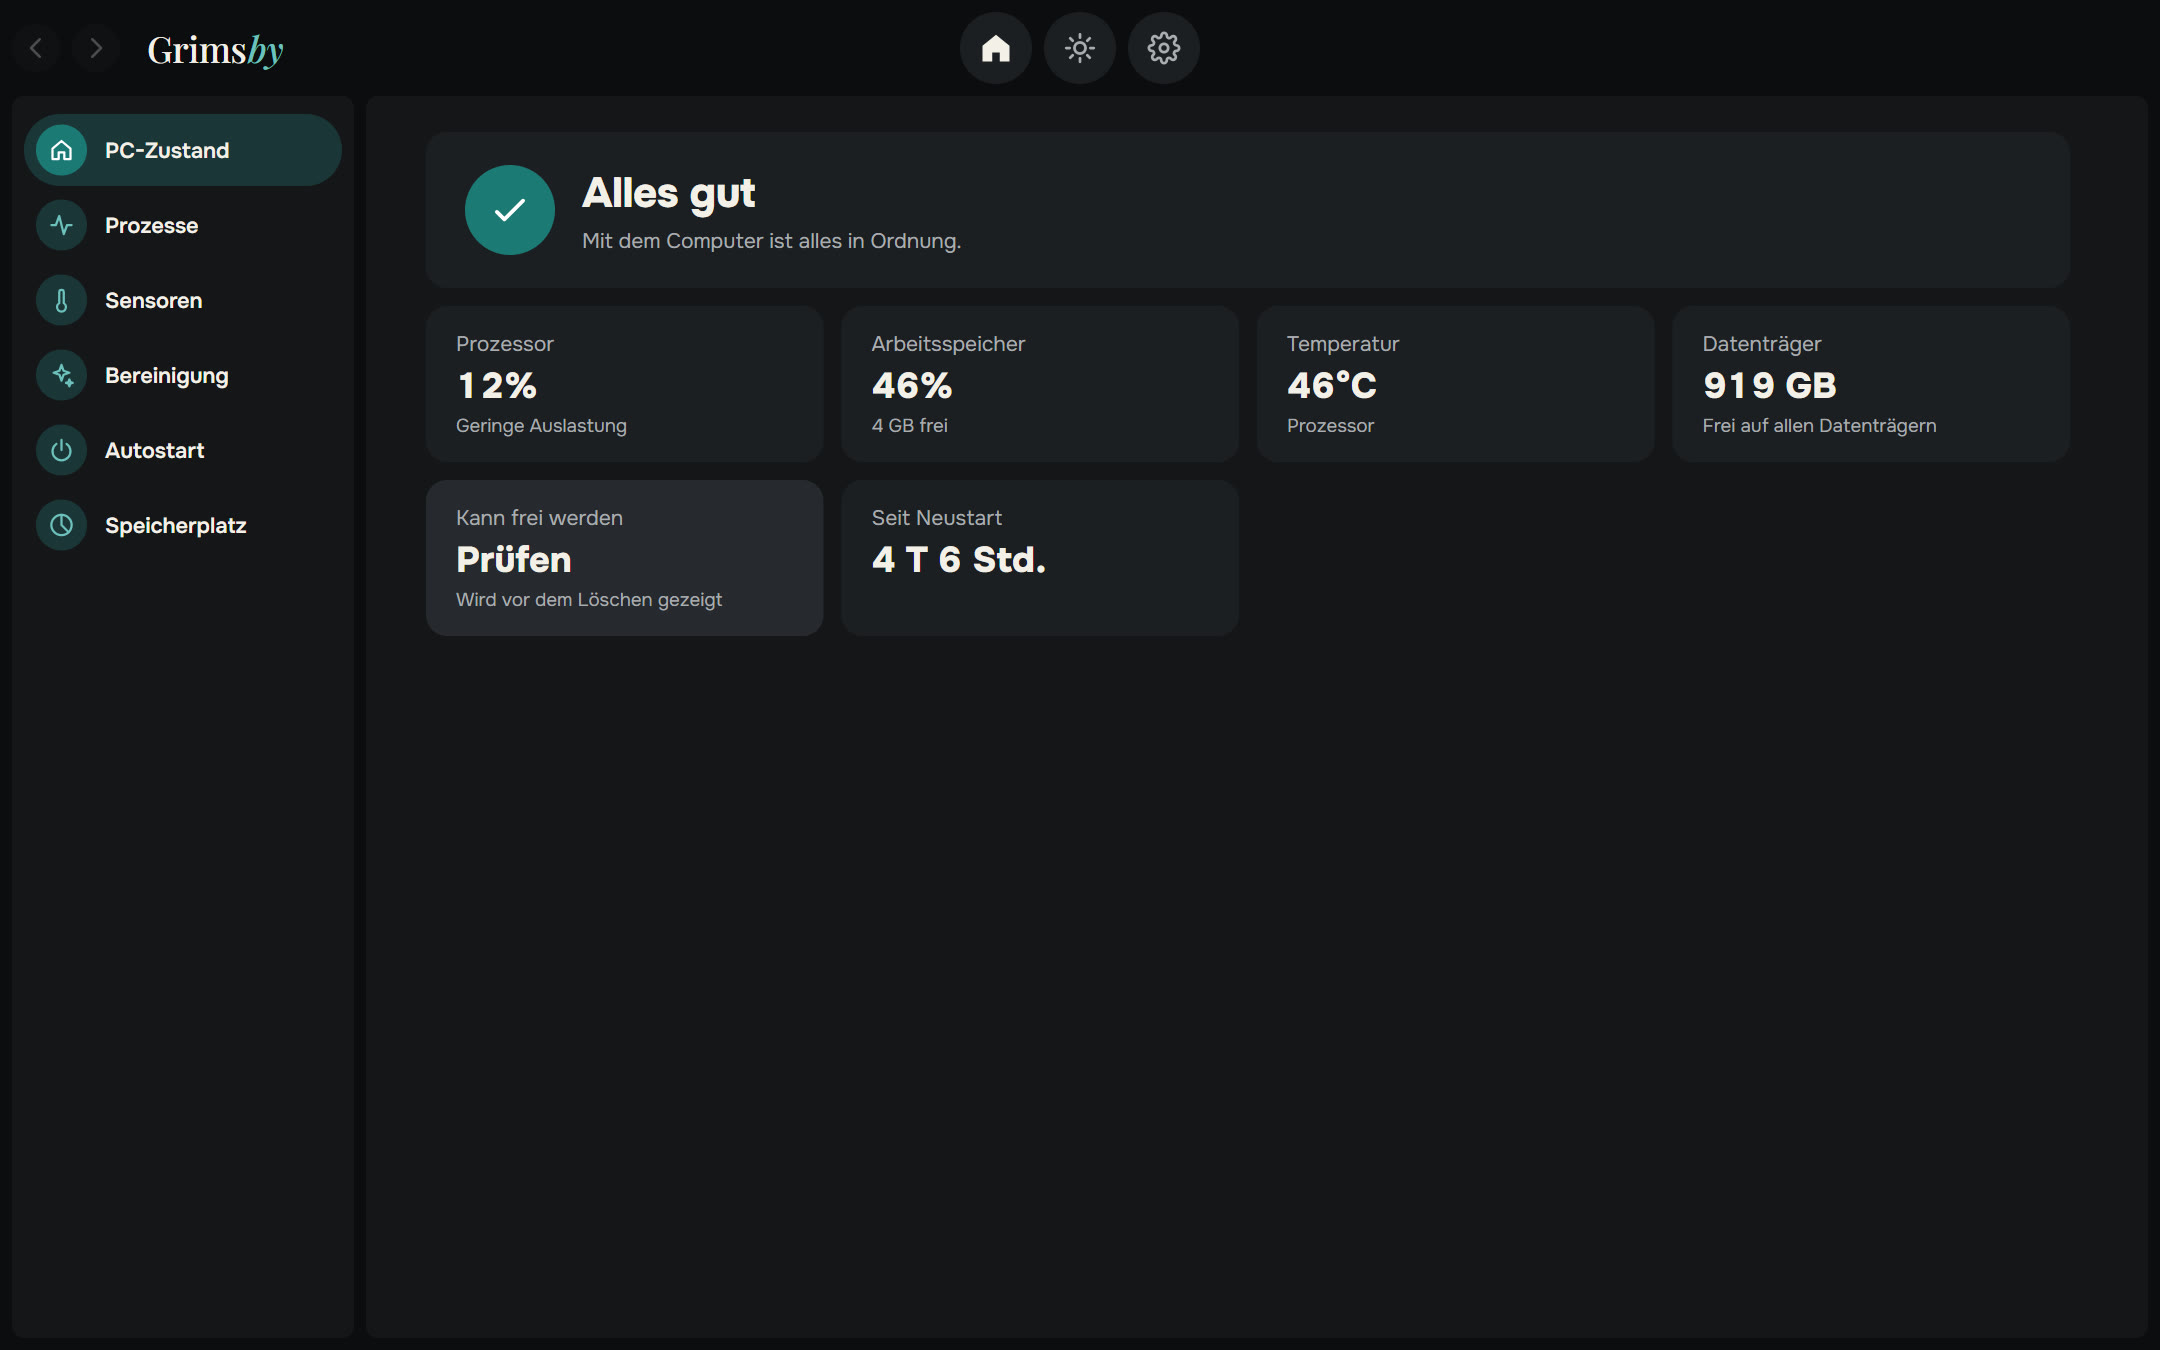 Grimsby
PC-Zustand
Prozesse
Sensoren
Bereinigung
Autostart
Speicherplatz
Alles gut
Mit dem Computer ist alles in Ordnung.
Prozessor
12%
Geringe Auslastung
Arbeitsspeicher
46%
4 GB frei
Temperatur
46°C
Prozessor
Datenträger
919 GB
Frei auf allen Datenträgern
Kann frei werden
Prüfen
Wird vor dem Löschen gezeigt
Seit Neustart
4 T 6 Std.